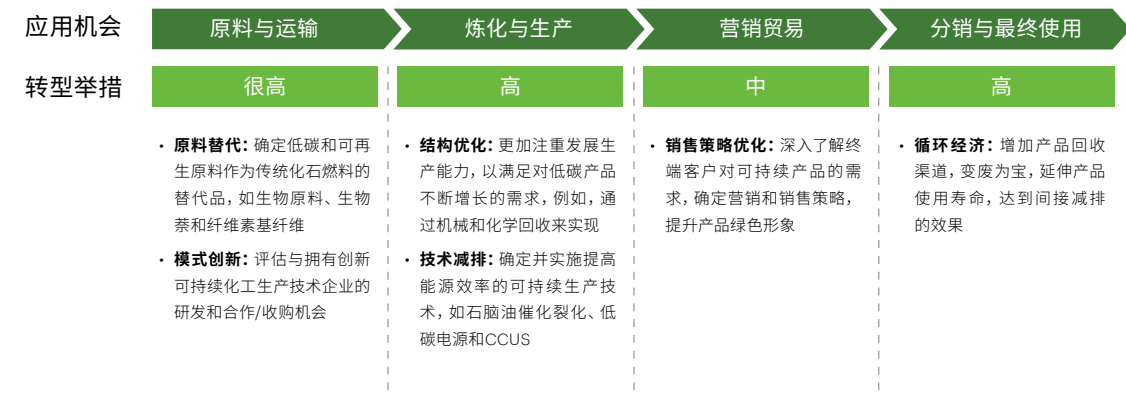 应用机会
原料与运输
炼化与生产
营销贸易
分销与最终使用
转型举措
很高
高
中
高
• 原料替代：确定低碳和可再
生原料作为传统化石燃料的
替代品，如生物原料、生物
萘和纤维素基纤维
• 模式创新：评估与拥有创新
可持续化工生产技术企业的
研发和合作/收购机会
• 结构优化：更加注重发展生
产能力，以满足对低碳产品
不断增长的需求，例如，通
过机械和化学回收来实现
• 技术减排：确定并实施提高
能源效率的可持续生产技
术，如石脑油催化裂化、低
碳电源和CCUS
• 销售策略优化：深入了解终
端客户对可持续产品的需
求，确定营销和销售策略，
提升产品绿色形象
• 循环经济：增加产品回收
渠道，变废为宝，延伸产品
使用寿命，达到间接减排
的效果